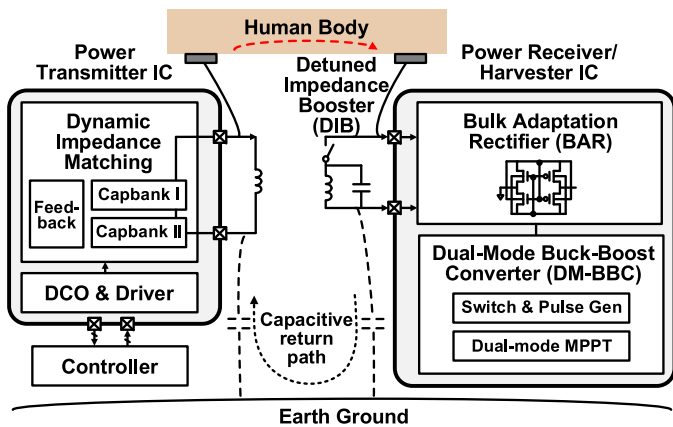 Human Body
Power
Transmitter IC
Dynamic
Impedance
Matching
Feed-
back
Capbank I
Capbank II
DCO & Driver
Controller
Detuned
Impedance
Booster
(DIB)
Capacitive
return
path
Power Receiver/
Harvester IC
Bulk Adaptation
Rectifier (BAR)
Dual-Mode Buck-Boost
Converter (DM-BBC)
Switch & Pulse Gen
Dual-mode MPPT
Earth Ground